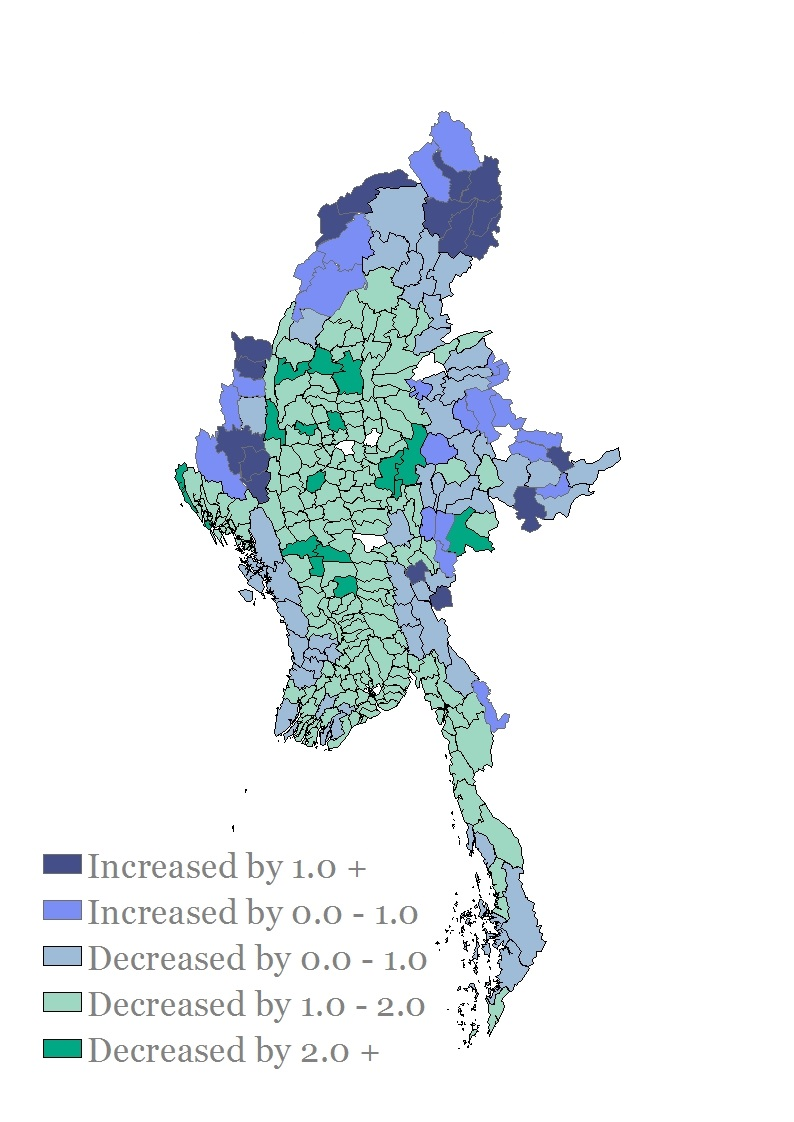 Increased by 1.0 +
Increased by 0.0 - 1.0
Decreased by 0.0 - 1.0
Decreased by 1.0 - 2.0
Decreased by 2.0 +